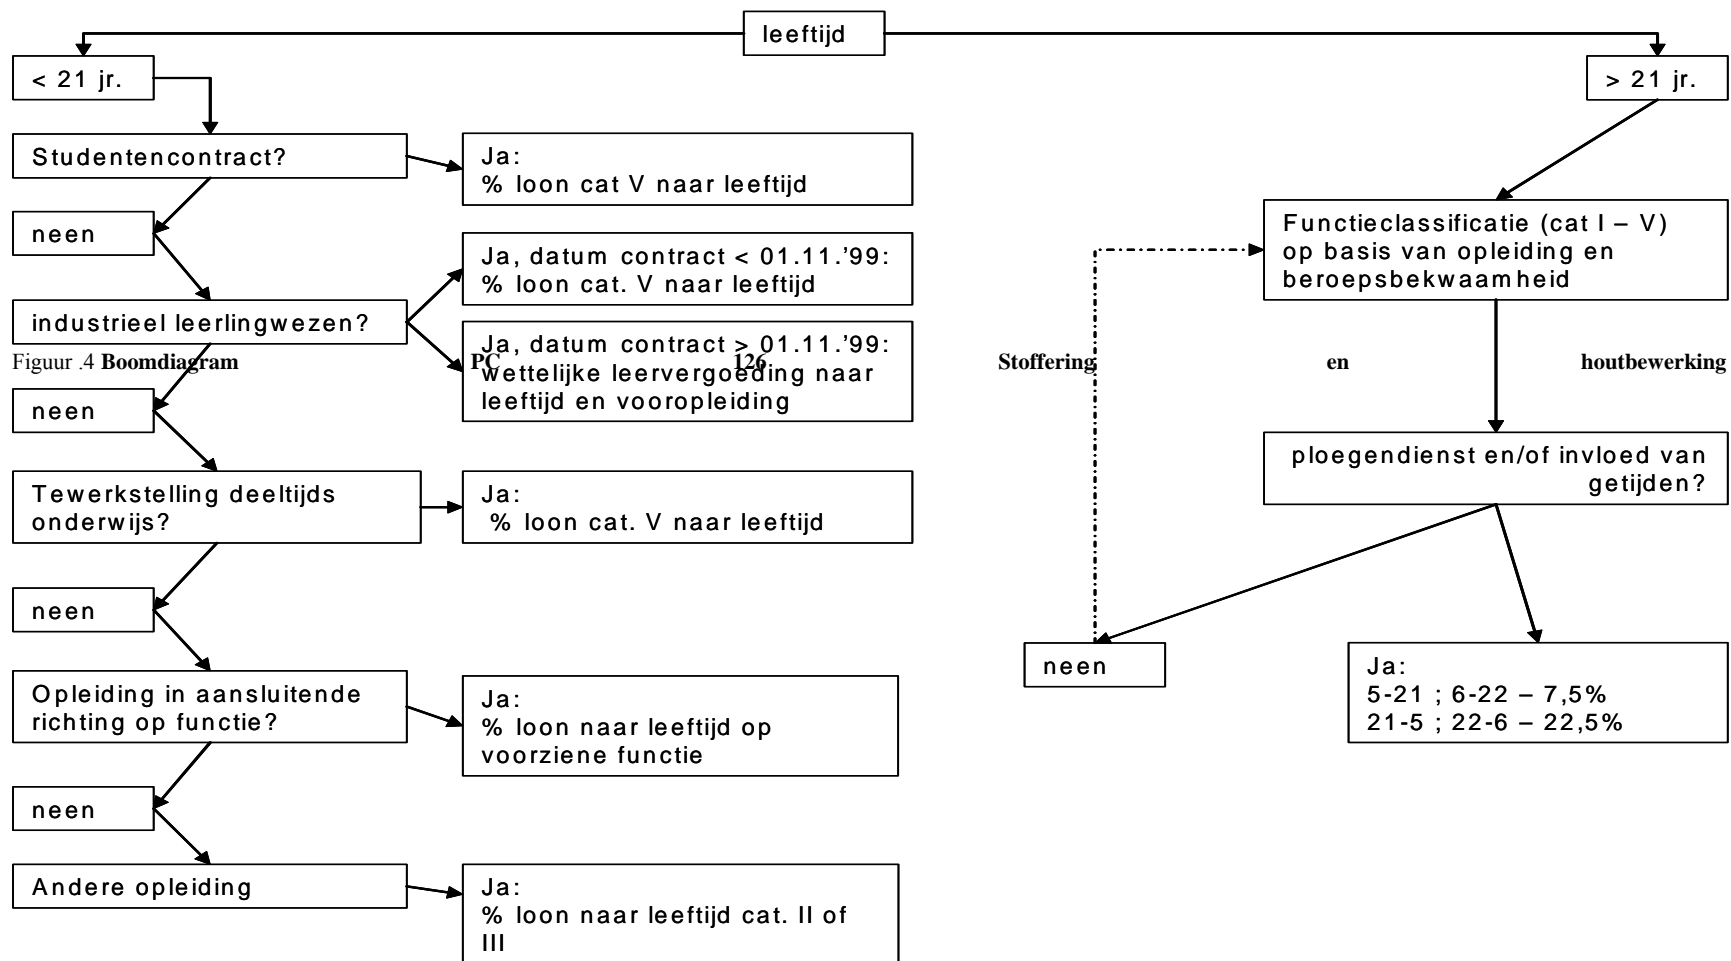 leeftijd
< 21 jr.
> 21 jr.
Studentencontract?
Ja:
% loon cat V naar leeftijd
neen
Ja, datum contract < 01.11.'99:
% loon cat. V naar leeftijd
industrieel leerlingwezen?
Ja, datum contract > 01.11.'99:
wettelijke leervergoeding naar
leeftijd en vooropleiding
Figuur .4 Boomdiagram PC 126 Stoffering en houtbewerking
neen
Tewerkstelling deeltijds
onderwijs?
Ja:
% loon cat. V naar leeftijd
neen
Opleiding in aansluitende
richting op functie?
Ja:
% loon naar leeftijd op
voorziene functie
neen
Andere opleiding
Ja:
% loon naar leeftijd cat. II of
III
Functieclassificatie (cat I – V)
op basis van opleiding en
beroepsbekwaamheid
ploegendienst en/of invloed van
getijden?
neen
Ja:
5-21 ; 6-22 – 7,5%
21-5 ; 22-6 – 22,5%